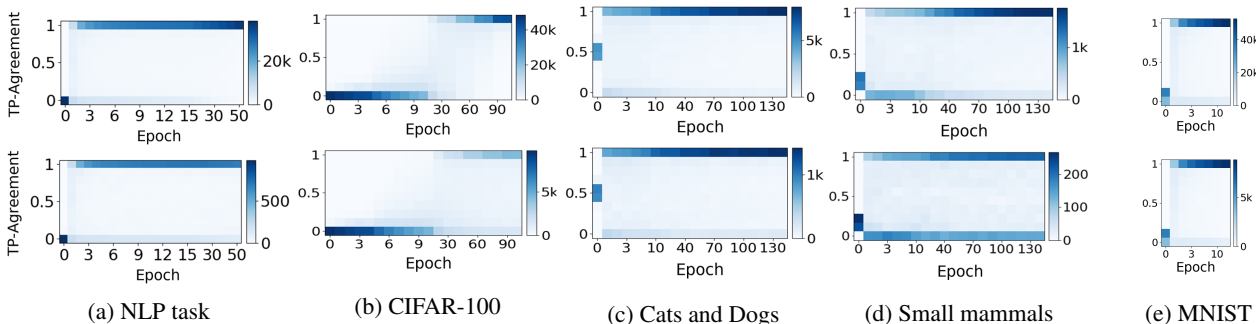 TP-Agreement
1
0.5
0
0 3 6 9 12 15 30 50
Epoch
20k
0
1
0.5
0
0 3 6 9 30 60 90
Epoch
40k
20k
0
1
0.5
0
0 3 10 40 70 100 130
Epoch
5k
0
1
0.5
0
0 3 10 40 70 100 130
Epoch
1k
0
1
0.5
0
0 3 10
Epoch
40k
20k
0
TP-Agreement
1
0.5
0
0 3 6 9 12 15 30 50
Epoch
500
0
1
0.5
0
0 3 6 9 30 60 90
Epoch
5k
0
1
0.5
0
0 3 10 40 70 100 130
Epoch
1k
0
1
0.5
0
0 3 10 40 70 100 130
Epoch
200
100
0
1
0.5
0
0 3 10
Epoch
5k
0
(a) NLP task
(b) CIFAR-100
(c) Cats and Dogs
(d) Small mammals
(e) MNIST